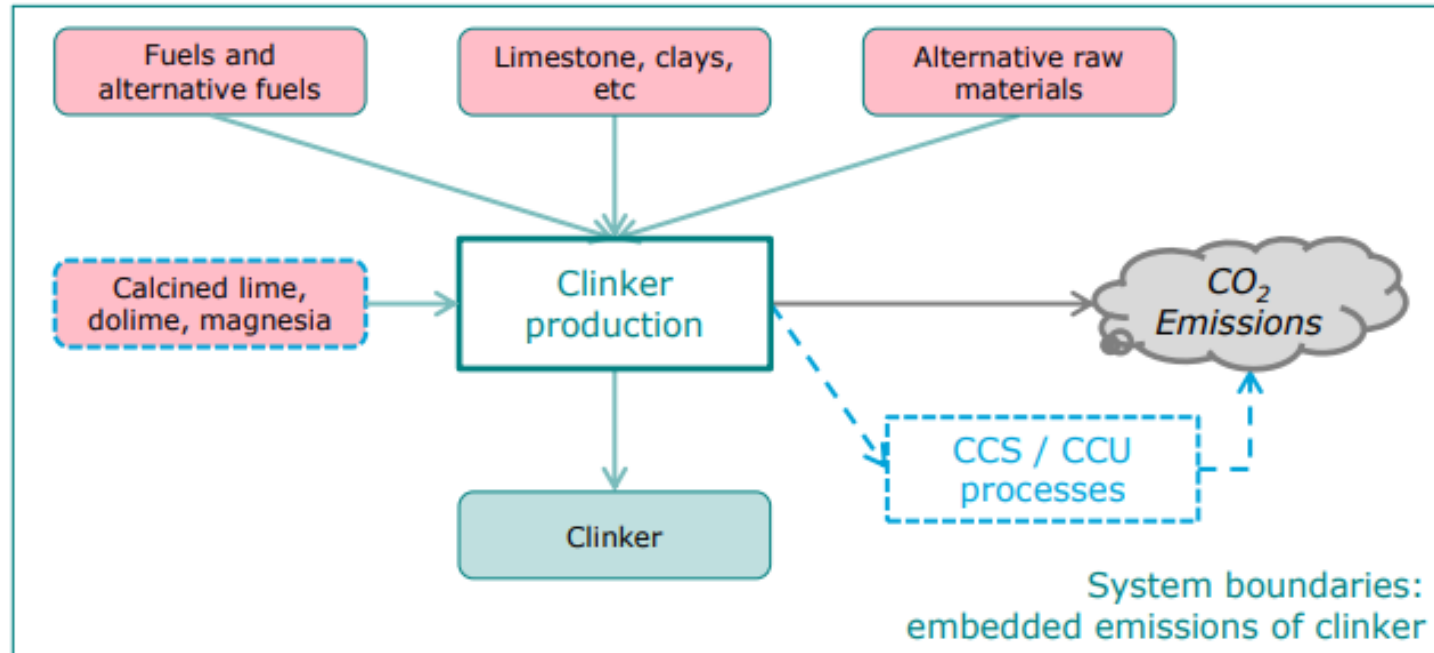 Fuels and
alternative fuels
Limestone, clays,
etc
Alternative raw
materials
Calcined lime,
dolime, magnesia
Clinker
production
CO₂
Emissions
CCS / CCU
processes
Clinker
System boundaries:
embedded emissions of clinker